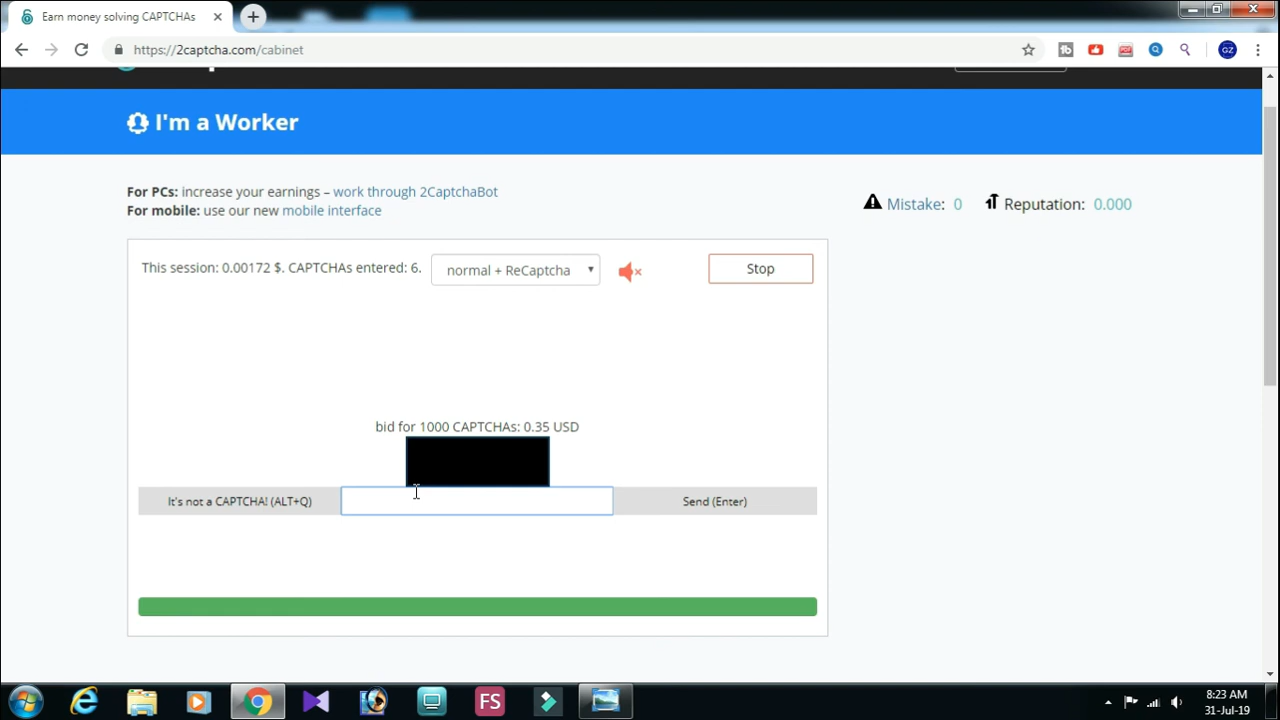 Earn money solving CAPTCHAs
https://2captcha.com/cabinet
GZ
I'm a Worker
For PCs: increase your earnings – work through 2CaptchaBot
For mobile: use our new mobile interface
Mistake: 0 Reputation: 0.000
This session: 0.00172 $. CAPTCHAs entered: 6. normal + ReCaptcha Stop
bid for 1000 CAPTCHAs: 0.35 USD
It's not a CAPTCHA! (ALT+Q) Send (Enter)
FS
8:23 AM
31-Jul-19